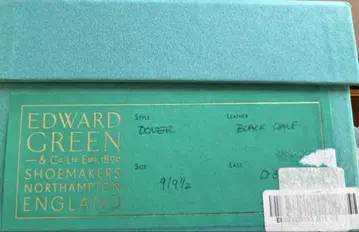 EDWARD
GREEN
& Co Ltd Est 1890
SHOEMAKERS
NORTHAMPTON
ENGLAND
STYLE
DOVER
LEATHER
BLACK CALF
SIZE
9/9½
LAST